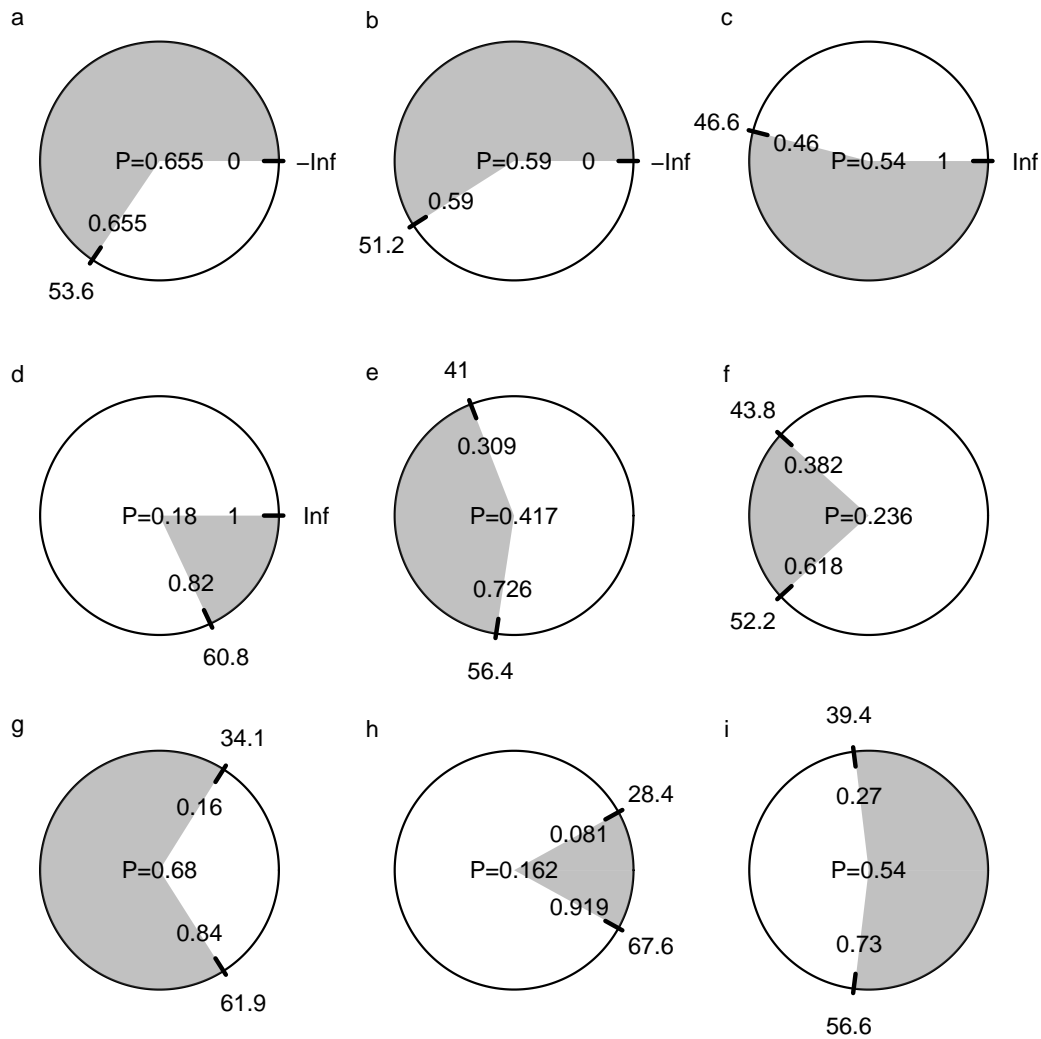 a
b
c
P=0.655 0 −Inf
0.655
53.6
P=0.59 0 −Inf
0.59
51.2
46.6
0.46
P=0.54 1 Inf
d
e
f
P=0.18 1 Inf
0.82
60.8
41
0.309
P=0.417
0.726
56.4
43.8
0.382
P=0.236
0.618
52.2
g
h
i
34.1
0.16
P=0.68
0.84
61.9
28.4
0.081
P=0.162
0.919
67.6
39.4
0.27
P=0.54
0.73
56.6